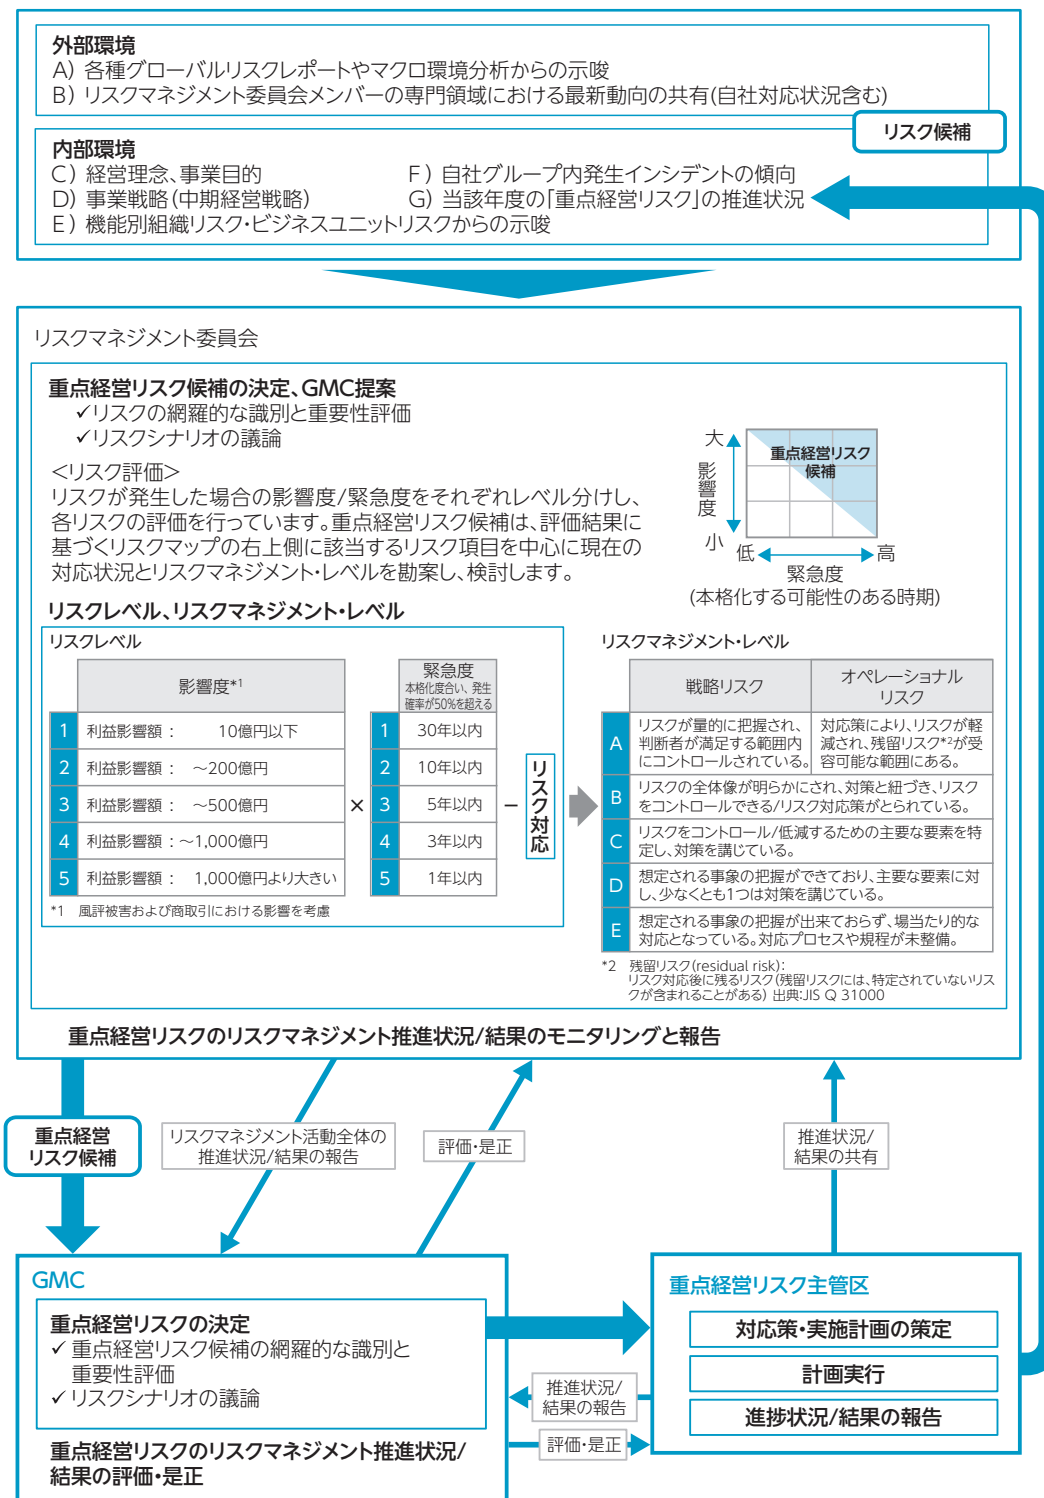 外部環境
A) 各種グローバルリスクレポートやマクロ環境分析からの示唆
B) リスクマネジメント委員会メンバーの専門領域における最新動向の共有(自社対応状況含む)
リスク候補
内部環境
C) 経営理念、事業目的
D) 事業戦略(中期経営戦略)
E) 機能別組織リスク・ビジネスユニットリスクからの示唆
F) 自社グループ内発生インシデントの傾向
G) 当該年度の「重点経営リスク」の推進状況
リスクマネジメント委員会
重点経営リスク候補の決定、GMC提案
✓リスクの網羅的な識別と重要性評価
✓リスクシナリオの議論
<リスク評価>
リスクが発生した場合の影響度/緊急度をそれぞれレベル分けし、
各リスクの評価を行っています。重点経営リスク候補は、評価結果に
基づくリスクマップの右上側に該当するリスク項目を中心に現在の
対応状況とリスクマネジメント・レベルを勘案し、検討します。
大
影響度
小
重点経営リスク
候補
低
高
緊急度
(本格化する可能性のある時期)
リスクレベル、リスクマネジメント・レベル
リスクレベル
影響度*1
1 利益影響額: 10億円以下
2 利益影響額: ～200億円
3 利益影響額: ～500億円
4 利益影響額:～1,000億円
5 利益影響額: 1,000億円より大きい
×
緊急度
本格化度合い、発生
確率が50%を超える
1 30年以内
2 10年以内
3 5年以内
4 3年以内
5 1年以内
−
リスク対応
*1 風評被害および商取引における影響を考慮
リスクマネジメント・レベル
戦略リスク
オペレーショナル
リスク
A
リスクが量的に把握され、
判断者が満足する範囲内
にコントロールされている。
対応策により、リスクが軽
減され、残留リスク*2が受
容可能な範囲にある。
B
リスクの全体像が明らかにされ、対策と紐づき、リスク
をコントロールできる/リスク対応策がとられている。
C
リスクをコントロール/低減するための主要な要素を特
定し、対策を講じている。
D
想定される事象の把握ができており、主要な要素に対
し、少なくとも1つは対策を講じている。
E
想定される事象の把握が出来ておらず、場当たり的な
対応となっている。対応プロセスや規程が未整備。
*2 残留リスク(residual risk):
リスク対応後に残るリスク(残留リスクには、特定されていないリス
クが含まれることがある) 出典:JIS Q 31000
重点経営リスクのリスクマネジメント推進状況/結果のモニタリングと報告
重点経営
リスク候補
リスクマネジメント活動全体の
推進状況/結果の報告
評価・是正
推進状況/
結果の共有
GMC
重点経営リスクの決定
✓ 重点経営リスク候補の網羅的な識別と
重要性評価
✓ リスクシナリオの議論
重点経営リスクのリスクマネジメント推進状況/
結果の評価・是正
推進状況/
結果の報告
評価・是正
重点経営リスク主管区
対応策・実施計画の策定
計画実行
進捗状況/結果の報告